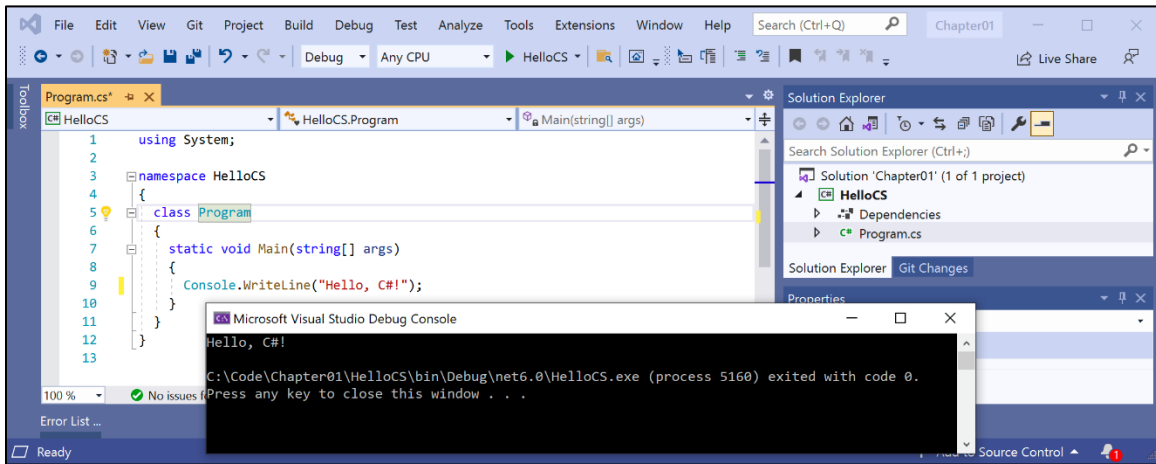 File Edit View Git Project Build Debug Test Analyze Tools Extensions Window Help Search (Ctrl+Q) Chapter01
Debug Any CPU HelloCS Live Share
Toolbox
Program.cs*
C# HelloCS HelloCS.Program Main(string[] args)
1 using System;
2
3 namespace HelloCS
4 {
5 class Program
6 {
7 static void Main(string[] args)
8 {
9 Console.WriteLine("Hello, C#!");
10 }
11 }
12 }
13
100 % No issues
Error List ...
Ready
Microsoft Visual Studio Debug Console
Hello, C#!
C:\Code\Chapter01\HelloCS\bin\Debug\net6.0\HelloCS.exe (process 5160) exited with code 0.
Press any key to close this window . . .
Solution Explorer
Search Solution Explorer (Ctrl+;)
Solution 'Chapter01' (1 of 1 project)
C# HelloCS
Dependencies
C# Program.cs
Solution Explorer Git Changes
Properties
Source Control
1